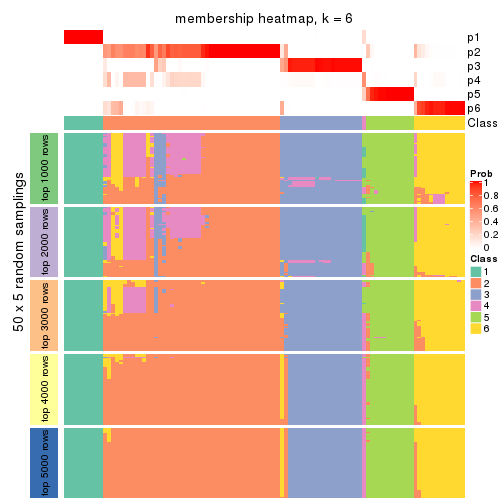 membership heatmap, k = 6
p1
p2
p3
p4
p5
p6
Class
50 x 5 random samplings
top 1000 rows
top 2000 rows
top 3000 rows
top 4000 rows
top 5000 rows
Prob
1
0.8
0.6
0.4
0.2
0
Class
1
2
3
4
5
6